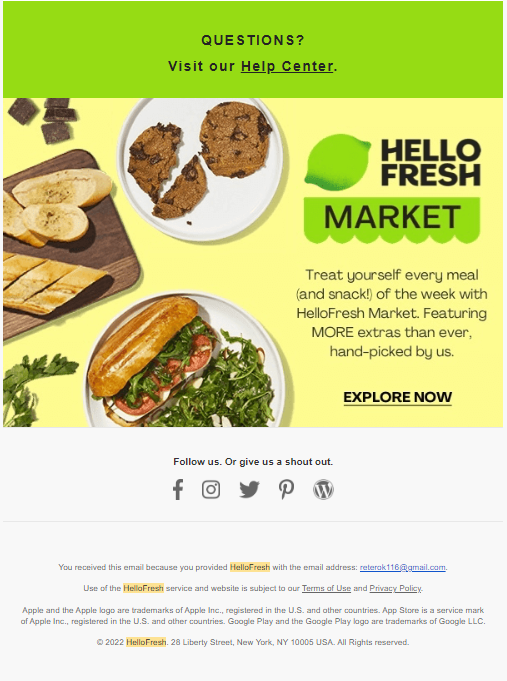 QUESTIONS?
Visit our Help Center.
HELLO
FRESH
MARKET
Treat yourself every meal
(and snack!) of the week with
HelloFresh Market. Featuring
MORE extras than ever,
hand-picked by us.
EXPLORE NOW
Follow us. Or give us a shout out.
You received this email because you provided HelloFresh with the email address: reterok116@gmail.com.
Use of the HelloFresh service and website is subject to our Terms of Use and Privacy Policy.
Apple and the Apple logo are trademarks of Apple Inc., registered in the U.S. and other countries. App Store is a service mark
of Apple Inc., registered in the U.S. and other countries. Google Play and the Google Play logo are trademarks of Google LLC.
© 2022 HelloFresh. 28 Liberty Street, New York, NY 10005 USA. All Rights reserved.